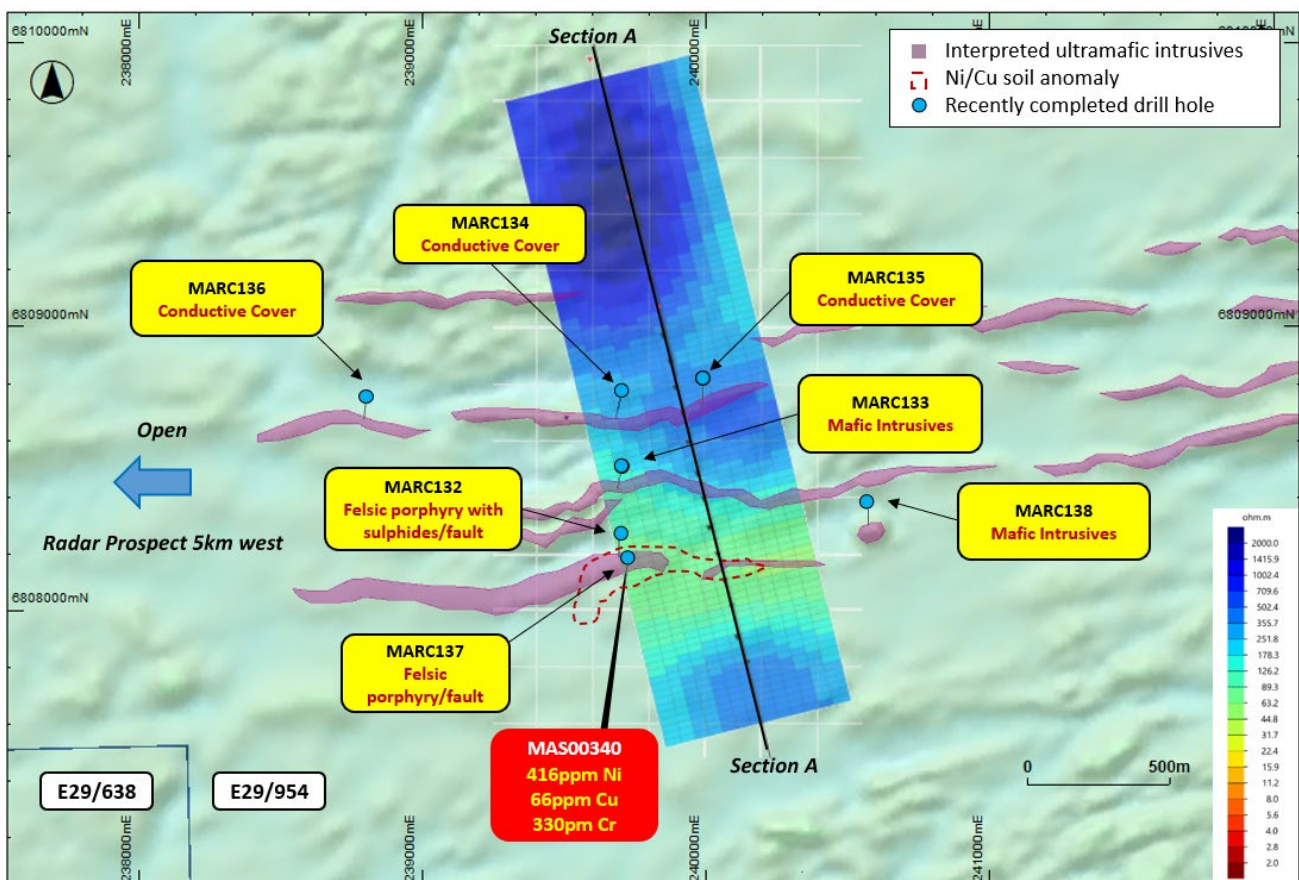 6810000mN
238000mE
239000mE
Section A
240000mE
Interpreted ultramafic intrusives
Ni/Cu soil anomaly
Recently completed drill hole
MARC134
Conductive Cover
MARC136
Conductive Cover
MARC135
Conductive Cover
6809000mN
6809000mN
MARC133
Mafic Intrusives
Open
MARC132
Felsic porphyry with
sulphides/fault
MARC138
Mafic Intrusives
Radar Prospect 5km west
6808000mN
MARC137
Felsic
porphyry/fault
MAS00340
416ppm Ni
66ppm Cu
330pm Cr
Section A
0 500m
E29/638
E29/954
238000mE
239000mE
240000mE
241000mE
ohm.m
2000.0
1415.9
1002.4
709.6
502.4
355.7
251.8
178.3
126.2
89.3
63.2
44.8
31.7
22.4
15.9
11.2
8.0
5.6
4.0
2.8
2.0